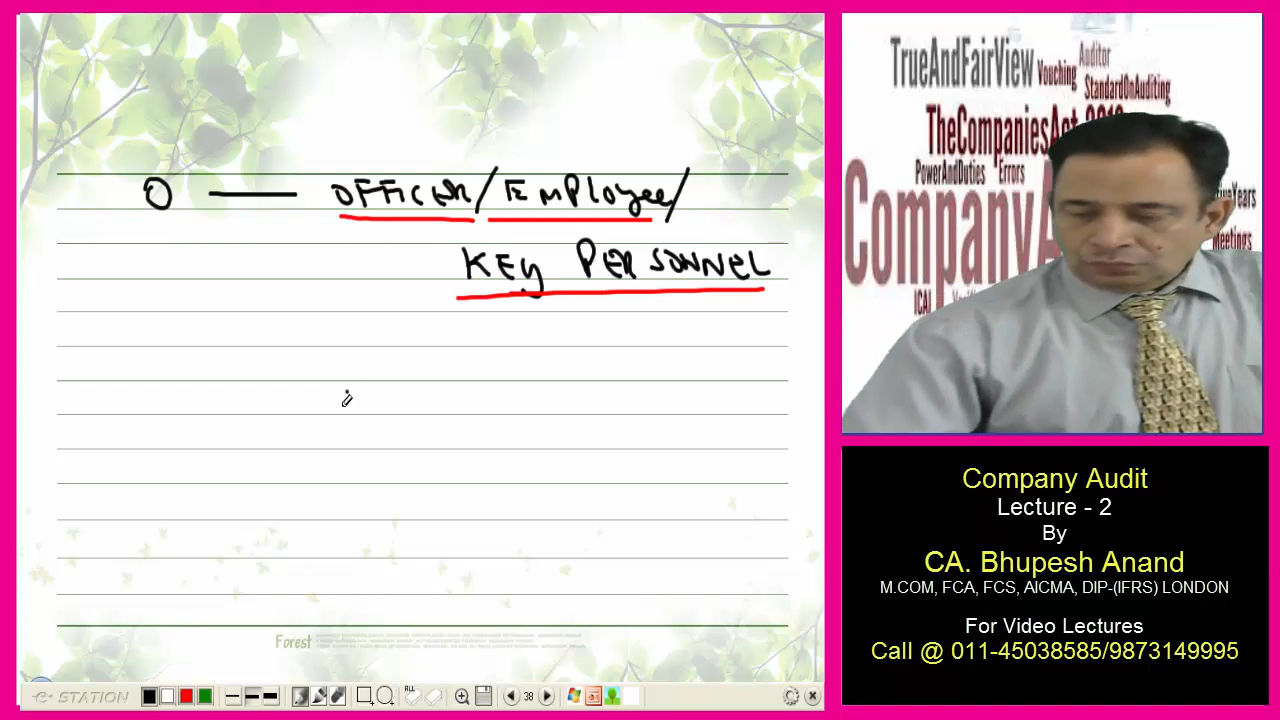 O — OFFICER/EMPloyee/
KEy PERSONNEL
Forest
e-STATION
ALL
38
TrueAndFairView
Vouching
Auditor
StandardOnAuditing
TheCompaniesAct
PowerAndDuties
Errors
CompanyA
Meetings
ICAI
Company Audit
Lecture - 2
By
CA. Bhupesh Anand
M.COM, FCA, FCS, AICMA, DIP-(IFRS) LONDON
For Video Lectures
Call @ 011-45038585/9873149995